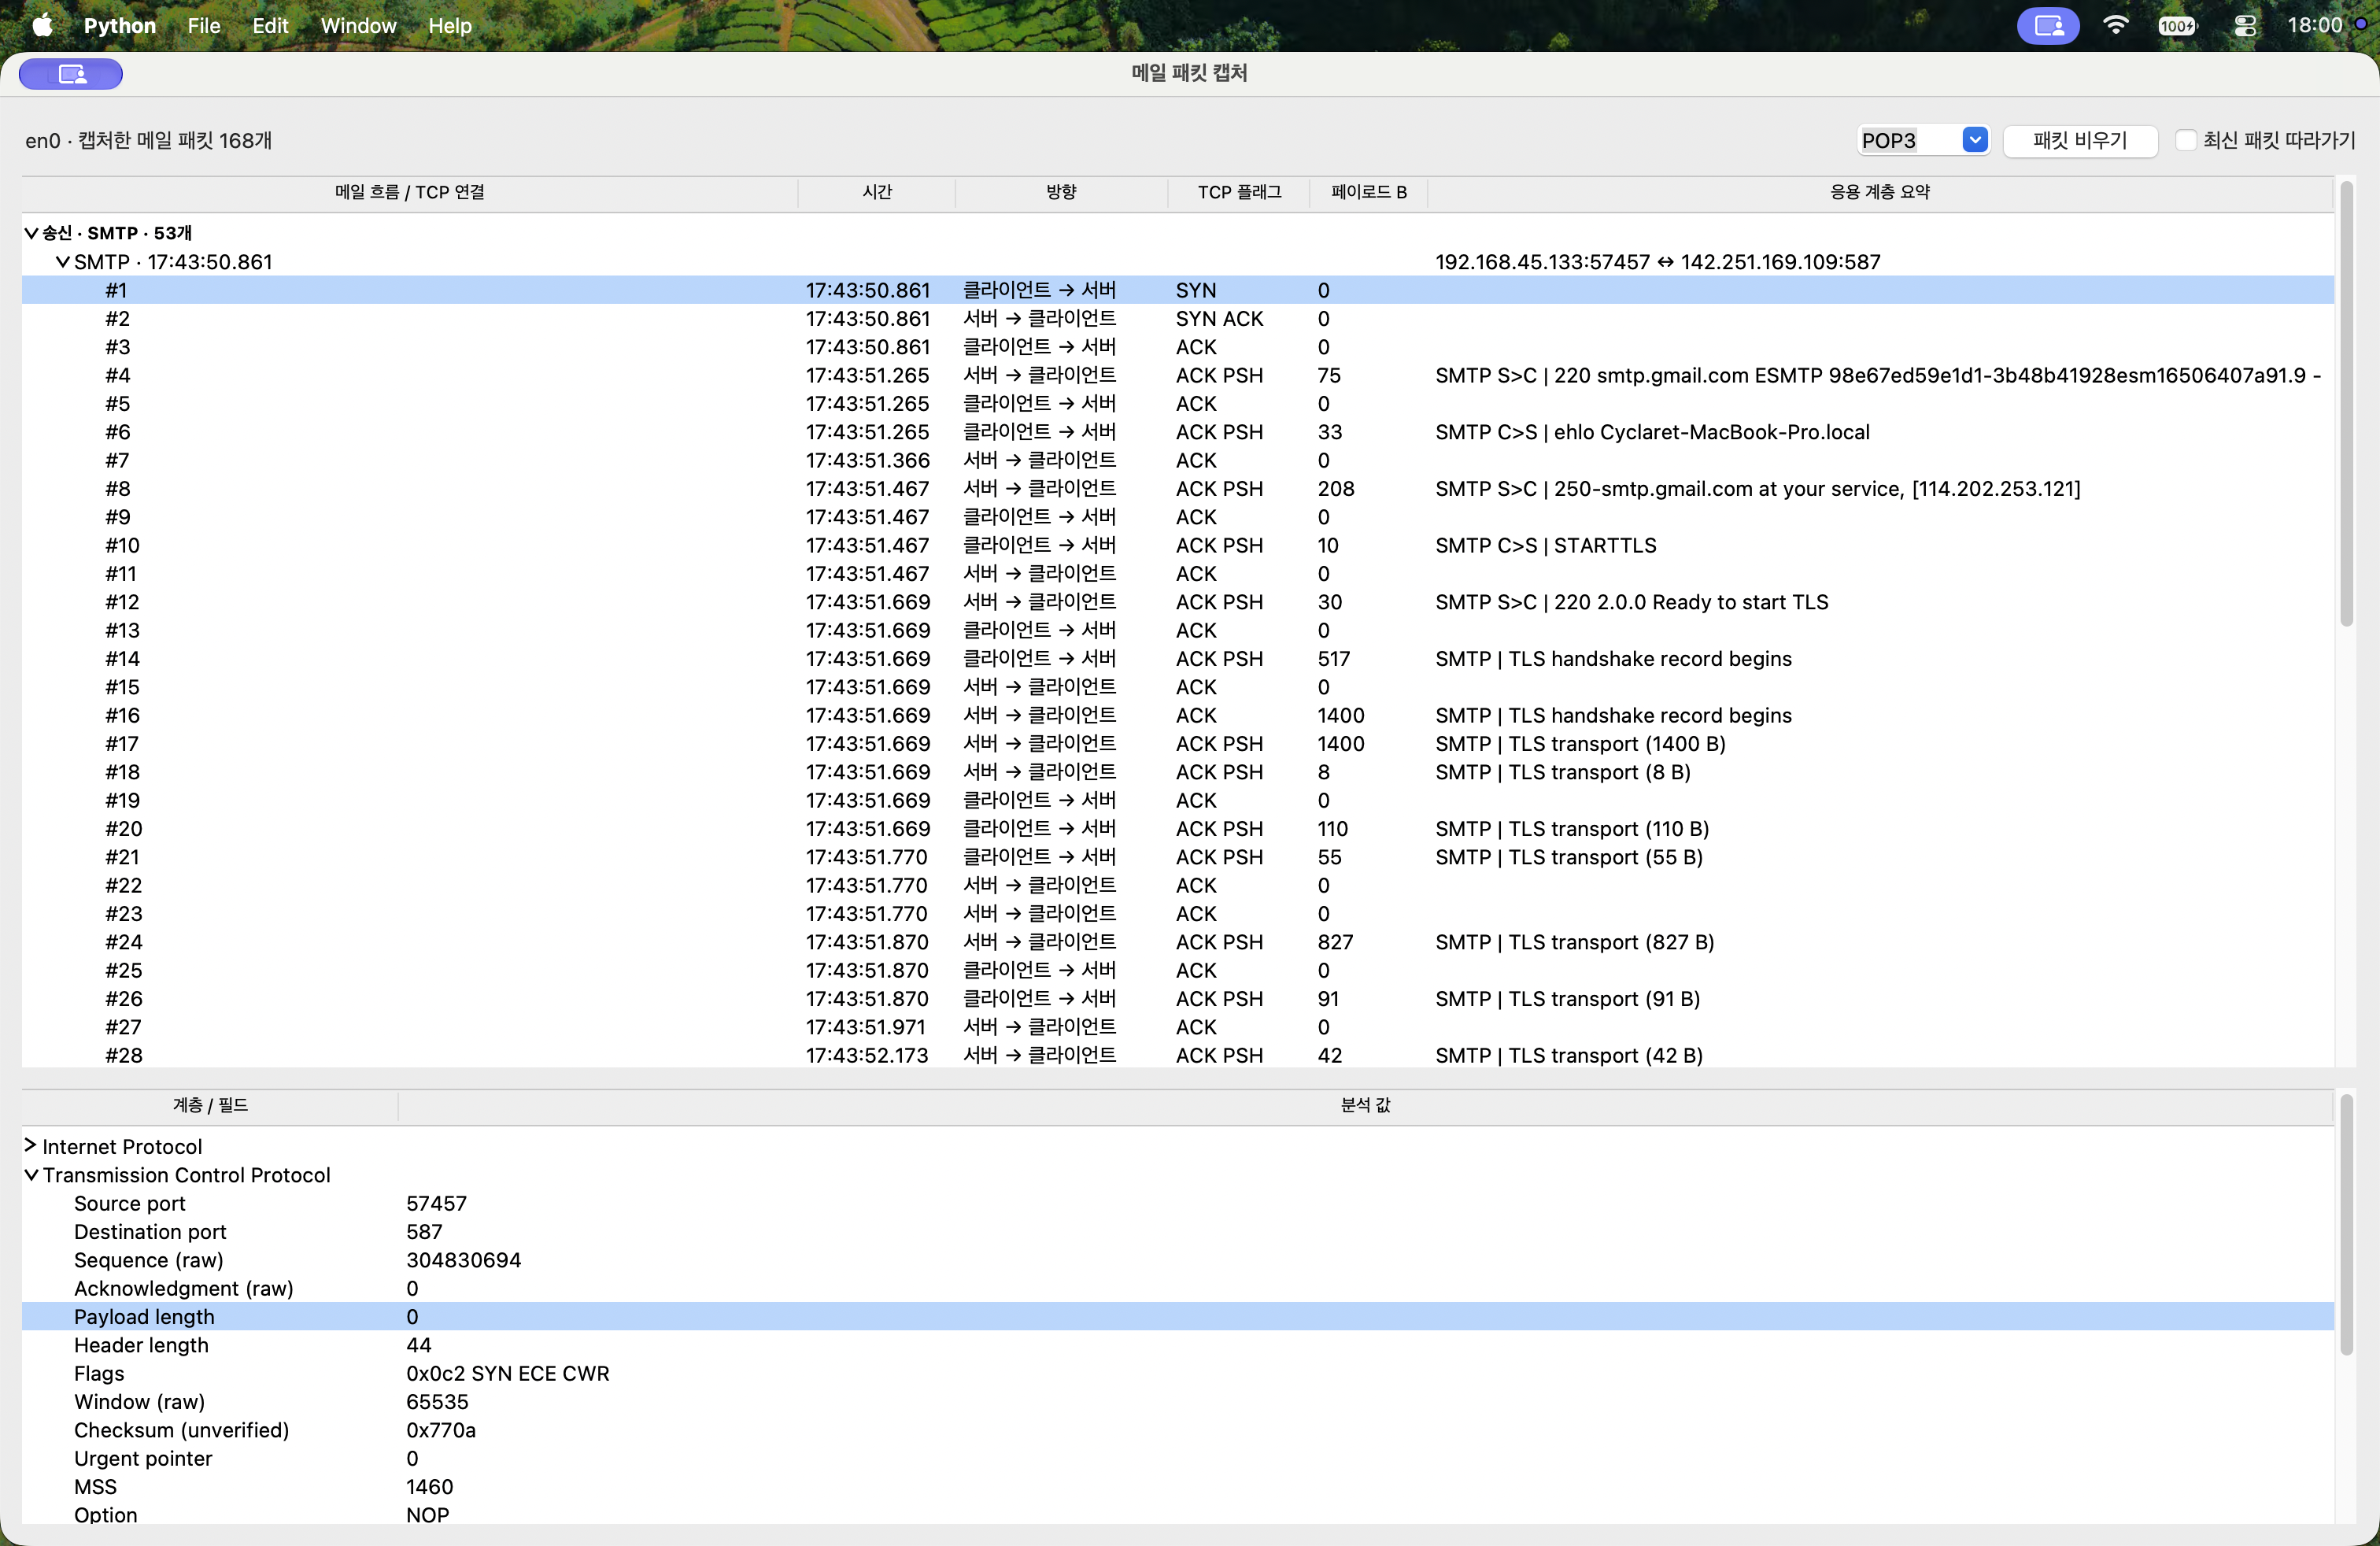 Python File Edit Window Help 100 18:00
메일 패킷 캡처
en0 · 캡처한 메일 패킷 168개 POP3 패킷 비우기 최신 패킷 따라가기
메일 흐름 / TCP 연결 시간 방향 TCP 플래그 페이로드 B 응용 계층 요약
송신 · SMTP · 53개
SMTP · 17:43:50.861 192.168.45.133:57457 ↔ 142.251.169.109:587
#1 17:43:50.861 클라이언트 → 서버 SYN 0
#2 17:43:50.861 서버 → 클라이언트 SYN ACK 0
#3 17:43:50.861 클라이언트 → 서버 ACK 0
#4 17:43:51.265 서버 → 클라이언트 ACK PSH 75 SMTP S>C | 220 smtp.gmail.com ESMTP 98e67ed59e1d1-3b48b41928esm16506407a91.9 -
#5 17:43:51.265 클라이언트 → 서버 ACK 0
#6 17:43:51.265 클라이언트 → 서버 ACK PSH 33 SMTP C>S | ehlo Cyclaret-MacBook-Pro.local
#7 17:43:51.366 서버 → 클라이언트 ACK 0
#8 17:43:51.467 서버 → 클라이언트 ACK PSH 208 SMTP S>C | 250-smtp.gmail.com at your service, [114.202.253.121]
#9 17:43:51.467 클라이언트 → 서버 ACK 0
#10 17:43:51.467 클라이언트 → 서버 ACK PSH 10 SMTP C>S | STARTTLS
#11 17:43:51.467 서버 → 클라이언트 ACK 0
#12 17:43:51.669 서버 → 클라이언트 ACK PSH 30 SMTP S>C | 220 2.0.0 Ready to start TLS
#13 17:43:51.669 클라이언트 → 서버 ACK 0
#14 17:43:51.669 클라이언트 → 서버 ACK PSH 517 SMTP | TLS handshake record begins
#15 17:43:51.669 서버 → 클라이언트 ACK 0
#16 17:43:51.669 서버 → 클라이언트 ACK 1400 SMTP | TLS handshake record begins
#17 17:43:51.669 서버 → 클라이언트 ACK PSH 1400 SMTP | TLS transport (1400 B)
#18 17:43:51.669 서버 → 클라이언트 ACK PSH 8 SMTP | TLS transport (8 B)
#19 17:43:51.669 클라이언트 → 서버 ACK 0
#20 17:43:51.669 클라이언트 → 서버 ACK PSH 110 SMTP | TLS transport (110 B)
#21 17:43:51.770 클라이언트 → 서버 ACK PSH 55 SMTP | TLS transport (55 B)
#22 17:43:51.770 서버 → 클라이언트 ACK 0
#23 17:43:51.770 서버 → 클라이언트 ACK 0
#24 17:43:51.870 서버 → 클라이언트 ACK PSH 827 SMTP | TLS transport (827 B)
#25 17:43:51.870 클라이언트 → 서버 ACK 0
#26 17:43:51.870 클라이언트 → 서버 ACK PSH 91 SMTP | TLS transport (91 B)
#27 17:43:51.971 서버 → 클라이언트 ACK 0
#28 17:43:52.173 서버 → 클라이언트 ACK PSH 42 SMTP | TLS transport (42 B)
계층 / 필드 분석 값
Internet Protocol
Transmission Control Protocol
Source port 57457
Destination port 587
Sequence (raw) 304830694
Acknowledgment (raw) 0
Payload length 0
Header length 44
Flags 0x0c2 SYN ECE CWR
Window (raw) 65535
Checksum (unverified) 0x770a
Urgent pointer 0
MSS 1460
Option NOP